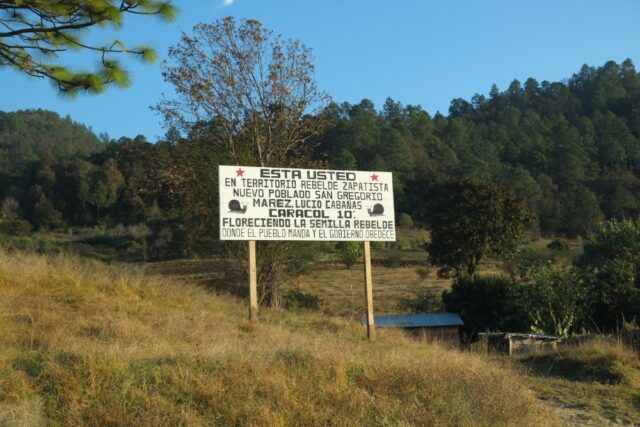 ESTA USTED
EN TERRITORIO REBELDE ZAPATISTA
NUEVO POBLADO SAN GREGORIO
MAREZ. LUCIO CABAÑAS
CARACOL 10.
FLORECIENDO LA SEMILLA REBELDE
DONDE EL PUEBLO MANDA Y EL GOBIERNO OBEDECE